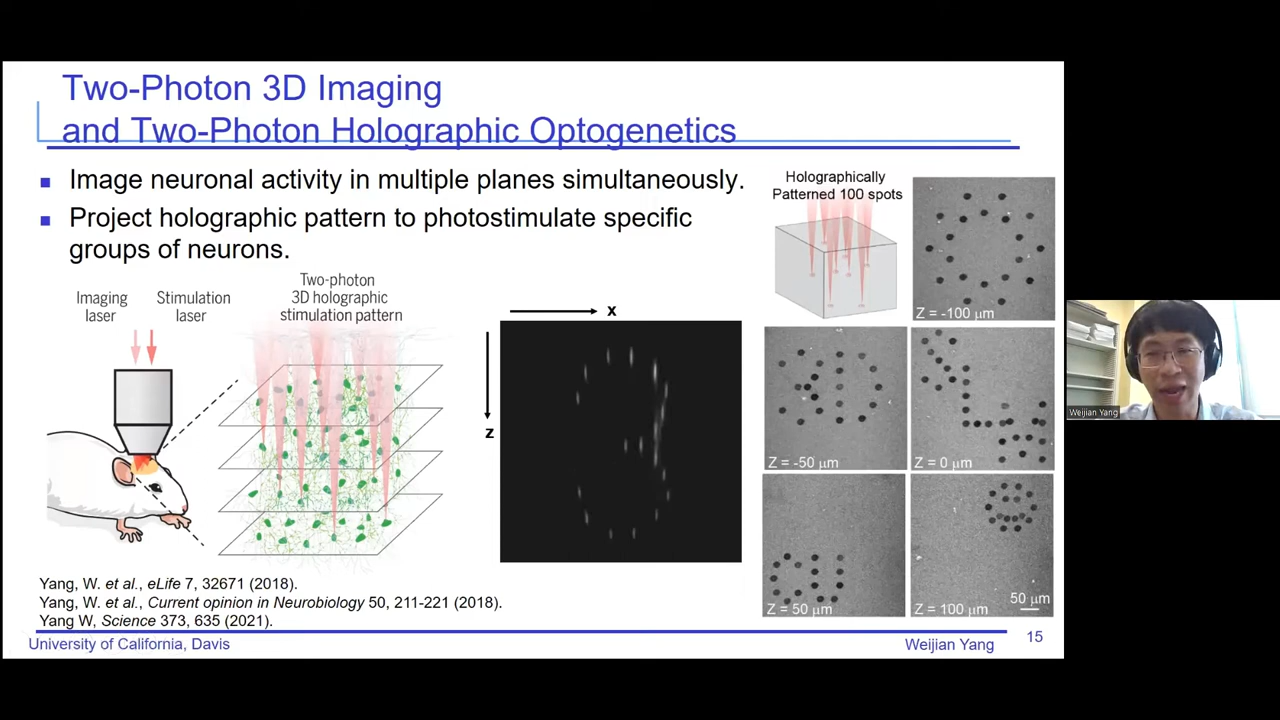 Two-Photon 3D Imaging
and Two-Photon Holographic Optogenetics
Image neuronal activity in multiple planes simultaneously.
Project holographic pattern to photostimulate specific
groups of neurons.
Imaging
laser
Stimulation
laser
Two-photon
3D holographic
stimulation pattern
x
z
Holographically
Patterned 100 spots
Z = -100 μm
Z = -50 μm
Z = 0 μm
Z = 50 μm
Z = 100 μm
50 μm
Yang, W. et al., eLife 7, 32671 (2018).
Yang, W. et al., Current opinion in Neurobiology 50, 211-221 (2018).
Yang W, Science 373, 635 (2021).
University of California, Davis
Weijian Yang
15
Weijian Yang